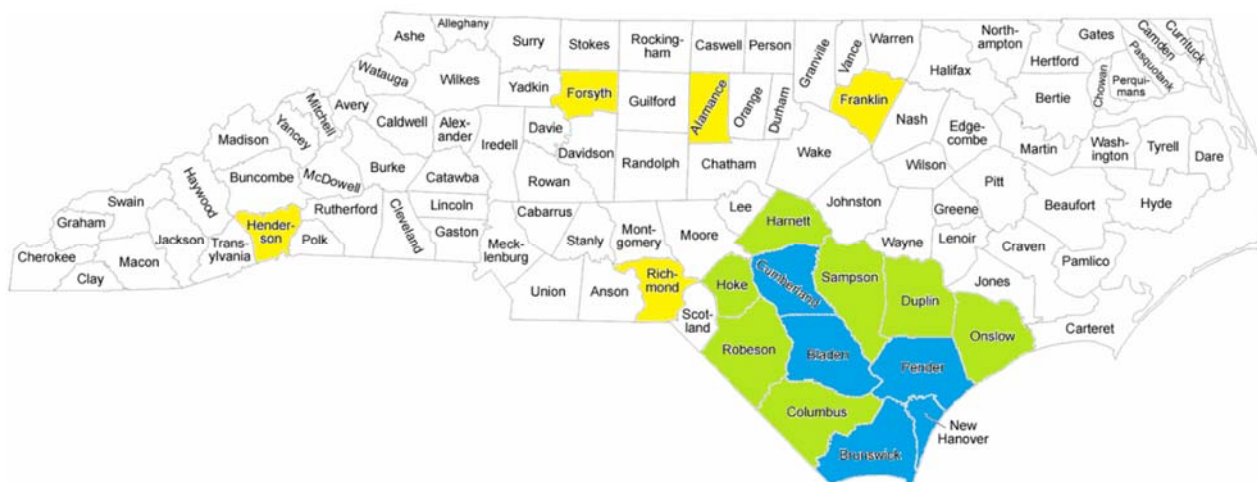 Ashe
Alleghany
Surry
Stokes
Rocking-
ham
Caswell
Person
Granville
Vance
Warren
North-
ampton
Gates
Camden
Currituck
Pasquotank
Hertford
Halifax
Chowan
Perqui-
mans
Bertie
Watauga
Wilkes
Yadkin
Forsyth
Guilford
Alamance
Orange
Durham
Franklin
Nash
Edge-
combe
Martin
Wash-
ington
Tyrell
Dare
Mitchell
Avery
Caldwell
Alex-
ander
Iredell
Davie
Davidson
Randolph
Chatham
Wake
Wilson
Pitt
Beaufort
Hyde
Madison
Yancey
Burke
Catawba
Rowan
Buncombe
McDowell
Haywood
Swain
Graham
Cherokee
Clay
Macon
Jackson
Tran-
sylvania
Hender-
son
Polk
Rutherford
Cleveland
Lincoln
Gaston
Meck-
lenburg
Cabarrus
Stanly
Mont-
gomery
Moore
Lee
Harnett
Johnston
Wayne
Greene
Lenoir
Craven
Pamlico
Jones
Carteret
Union
Anson
Rich-
mond
Scot-
land
Hoke
Cumberland
Sampson
Duplin
Onslow
Robeson
Bladen
Fender
Columbus
Brunswick
New
Hanover